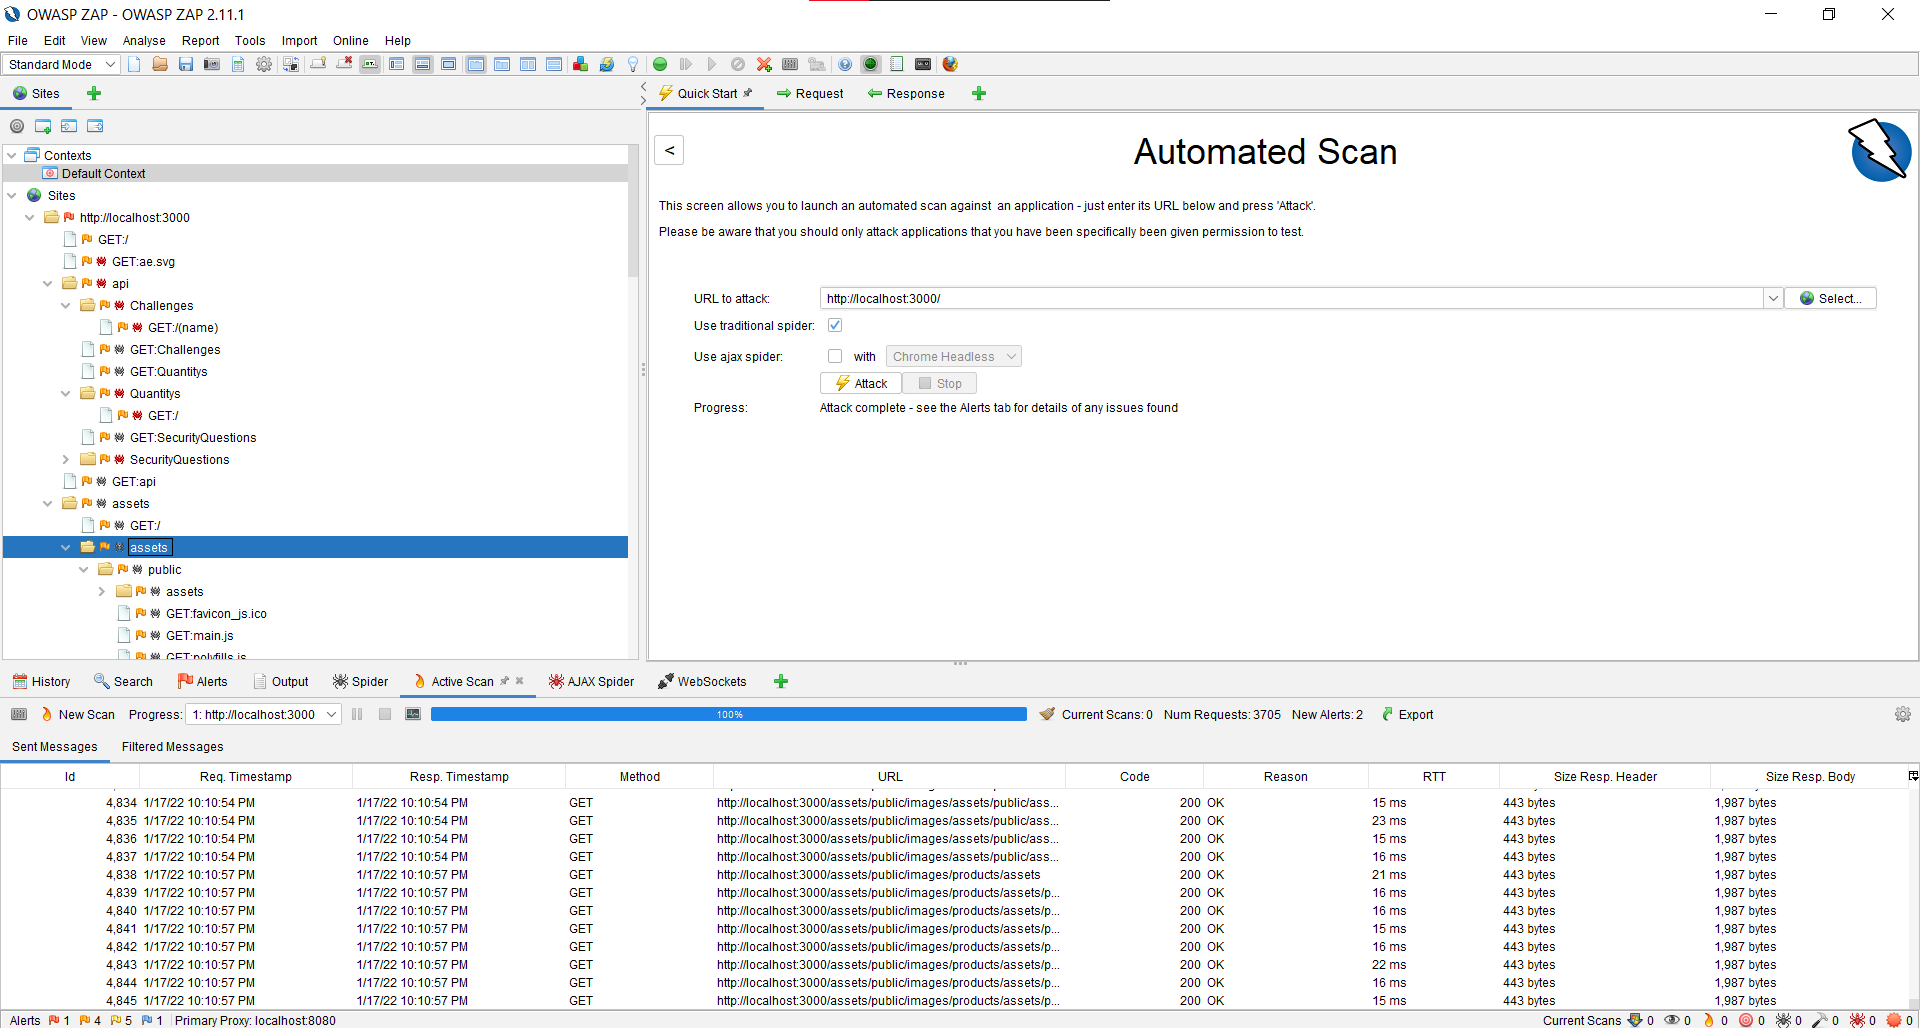 OWASP ZAP - OWASP ZAP 2.11.1
File Edit View Analyse Report Tools Import Online Help
Standard Mode
Sites
Quick Start Request Response
Contexts
Default Context
Sites
http://localhost:3000
GET:/
GET:ae.svg
api
Challenges
GET:/(name)
GET:Challenges
GET:Quantitys
Quantitys
GET:/
GET:SecurityQuestions
SecurityQuestions
GET:api
assets
GET:/
assets
public
assets
GET:favicon_js.ico
GET:main.js
GET:polyfills.js
<
Automated Scan
This screen allows you to launch an automated scan against an application - just enter its URL below and press 'Attack'.
Please be aware that you should only attack applications that you have been specifically been given permission to test.
URL to attack: http://localhost:3000/ Select...
Use traditional spider:
Use ajax spider: with Chrome Headless
Attack Stop
Progress: Attack complete - see the Alerts tab for details of any issues found
History Search Alerts Output Spider Active Scan AJAX Spider WebSockets
New Scan Progress: 1: http://localhost:3000 100% Current Scans: 0 Num Requests: 3705 New Alerts: 2 Export
Sent Messages Filtered Messages
Id Req. Timestamp Resp. Timestamp Method URL Code Reason RTT Size Resp. Header Size Resp. Body
4,834 1/17/22 10:10:54 PM 1/17/22 10:10:54 PM GET http://localhost:3000/assets/public/images/assets/public/ass... 200 OK 15 ms 443 bytes 1,987 bytes
4,835 1/17/22 10:10:54 PM 1/17/22 10:10:54 PM GET http://localhost:3000/assets/public/images/assets/public/ass... 200 OK 23 ms 443 bytes 1,987 bytes
4,836 1/17/22 10:10:54 PM 1/17/22 10:10:54 PM GET http://localhost:3000/assets/public/images/assets/public/ass... 200 OK 15 ms 443 bytes 1,987 bytes
4,837 1/17/22 10:10:54 PM 1/17/22 10:10:54 PM GET http://localhost:3000/assets/public/images/assets/public/ass... 200 OK 16 ms 443 bytes 1,987 bytes
4,838 1/17/22 10:10:57 PM 1/17/22 10:10:57 PM GET http://localhost:3000/assets/public/images/products/assets 200 OK 21 ms 443 bytes 1,987 bytes
4,839 1/17/22 10:10:57 PM 1/17/22 10:10:57 PM GET http://localhost:3000/assets/public/images/products/assets/p... 200 OK 16 ms 443 bytes 1,987 bytes
4,840 1/17/22 10:10:57 PM 1/17/22 10:10:57 PM GET http://localhost:3000/assets/public/images/products/assets/p... 200 OK 16 ms 443 bytes 1,987 bytes
4,841 1/17/22 10:10:57 PM 1/17/22 10:10:57 PM GET http://localhost:3000/assets/public/images/products/assets/p... 200 OK 15 ms 443 bytes 1,987 bytes
4,842 1/17/22 10:10:57 PM 1/17/22 10:10:57 PM GET http://localhost:3000/assets/public/images/products/assets/p... 200 OK 16 ms 443 bytes 1,987 bytes
4,843 1/17/22 10:10:57 PM 1/17/22 10:10:57 PM GET http://localhost:3000/assets/public/images/products/assets/p... 200 OK 22 ms 443 bytes 1,987 bytes
4,844 1/17/22 10:10:57 PM 1/17/22 10:10:57 PM GET http://localhost:3000/assets/public/images/products/assets/p... 200 OK 16 ms 443 bytes 1,987 bytes
4,845 1/17/22 10:10:57 PM 1/17/22 10:10:57 PM GET http://localhost:3000/assets/public/images/products/assets/p... 200 OK 15 ms 443 bytes 1,987 bytes
Alerts 1 4 5 1 Primary Proxy: localhost:8080 Current Scans 0 0 0 0 0 0 0 0